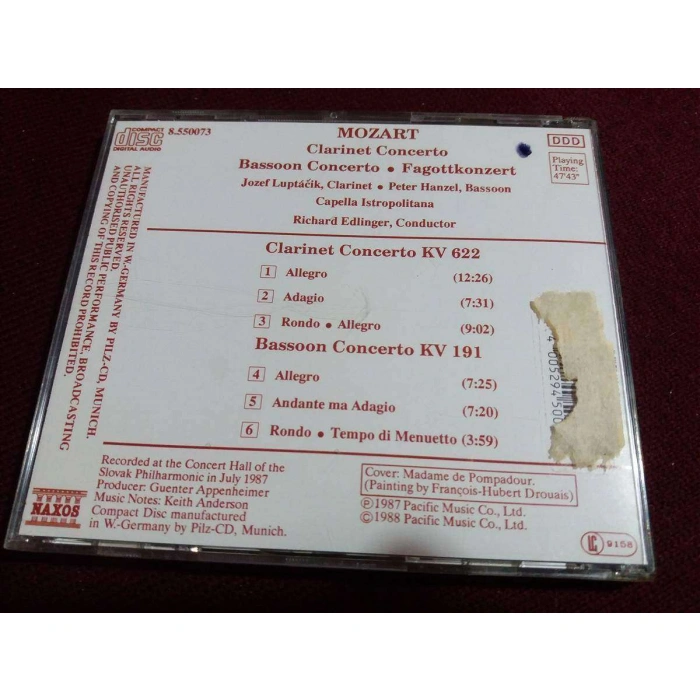 COMPACT
disc
DIGITAL AUDIO
8.550073
MOZART
Clarinet Concerto
Bassoon Concerto • Fagottkonzert
Jozef Luptáčik, Clarinet • Peter Hanzel, Bassoon
Capella Istropolitana
Richard Edlinger, Conductor
DDD
Playing
Time:
47'43"
MANUFACTURED IN W.-GERMANY BY PILZ-CD, MUNICH.
ALL RIGHTS RESERVED.
UNAUTHORISED PUBLIC PERFORMANCE, BROADCASTING
AND COPYING OF THIS RECORD PROHIBITED.
Clarinet Concerto KV 622
1 Allegro (12:26)
2 Adagio (7:31)
3 Rondo • Allegro (9:02)
Bassoon Concerto KV 191
4 Allegro (7:25)
5 Andante ma Adagio (7:20)
6 Rondo • Tempo di Menuetto (3:59)
4 005294 500
Recorded at the Concert Hall of the
Slovak Philharmonic in July 1987
Producer: Guenter Appenheimer
Music Notes: Keith Anderson
Compact Disc manufactured
in W.-Germany by Pilz-CD, Munich.
NAXOS
Cover: Madame de Pompadour.
(Painting by François-Hubert Drouais)
℗ 1987 Pacific Music Co., Ltd.
© 1988 Pacific Music Co., Ltd.
LC 9158